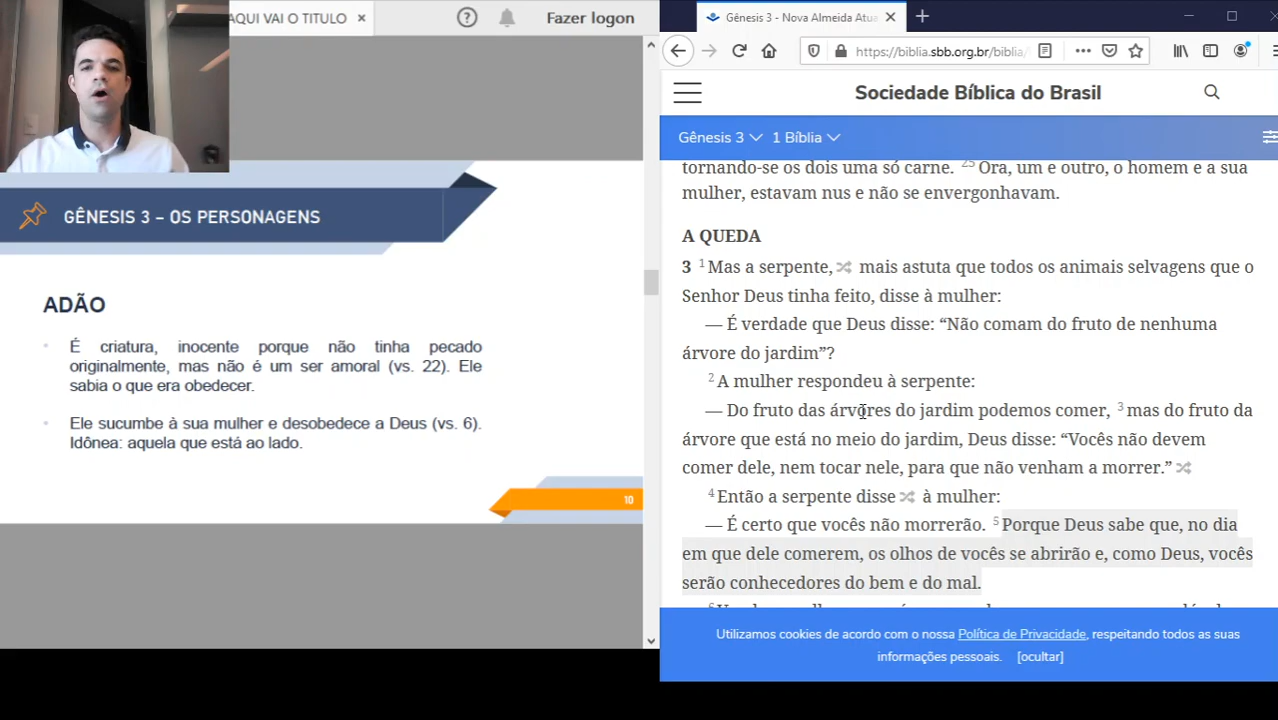 AQUI VAI O TITULO
Fazer logon
GÊNESIS 3 – OS PERSONAGENS
ADÃO
É criatura, inocente porque não tinha pecado
originalmente, mas não é um ser amoral (vs. 22). Ele
sabia o que era obedecer.
Ele sucumbe à sua mulher e desobedece a Deus (vs. 6).
Idônea: aquela que está ao lado.
10
Gênesis 3 - Nova Almeida Atua
https://biblia.sbb.org.br/biblia/
Sociedade Bíblica do Brasil
Gênesis 3 1 Bíblia
tornando-se os dois uma só carne. 25 Ora, um e outro, o homem e a sua
mulher, estavam nus e não se envergonhavam.
A QUEDA
3 1 Mas a serpente, mais astuta que todos os animais selvagens que o
Senhor Deus tinha feito, disse à mulher:
— É verdade que Deus disse: “Não comam do fruto de nenhuma
árvore do jardim”?
2 A mulher respondeu à serpente:
— Do fruto das árvores do jardim podemos comer, 3 mas do fruto da
árvore que está no meio do jardim, Deus disse: “Vocês não devem
comer dele, nem tocar nele, para que não venham a morrer.”
4 Então a serpente disse à mulher:
— É certo que vocês não morrerão. 5 Porque Deus sabe que, no dia
em que dele comerem, os olhos de vocês se abrirão e, como Deus, vocês
serão conhecedores do bem e do mal.
Utilizamos cookies de acordo com o nossa Política de Privacidade, respeitando todos as suas
informações pessoais. [ocultar]